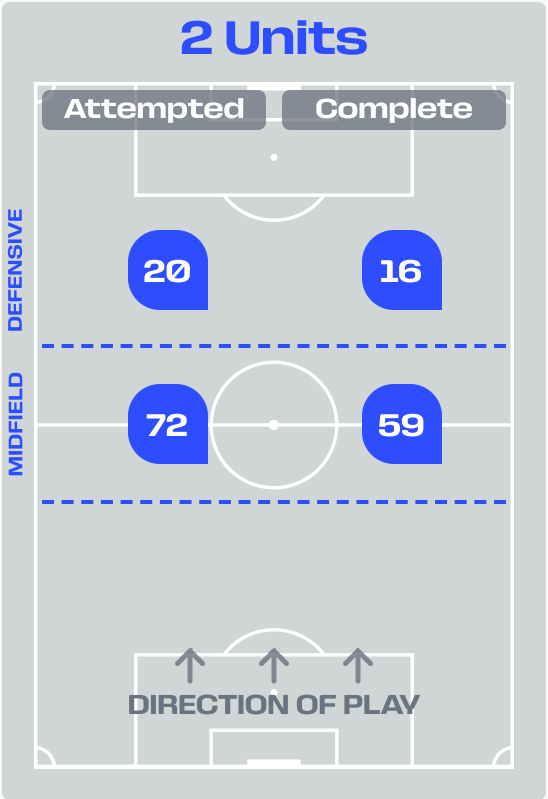 2 Units
Attempted Complete
DEFENSIVE
20 16
MIDFIELD
72 59
DIRECTION OF PLAY